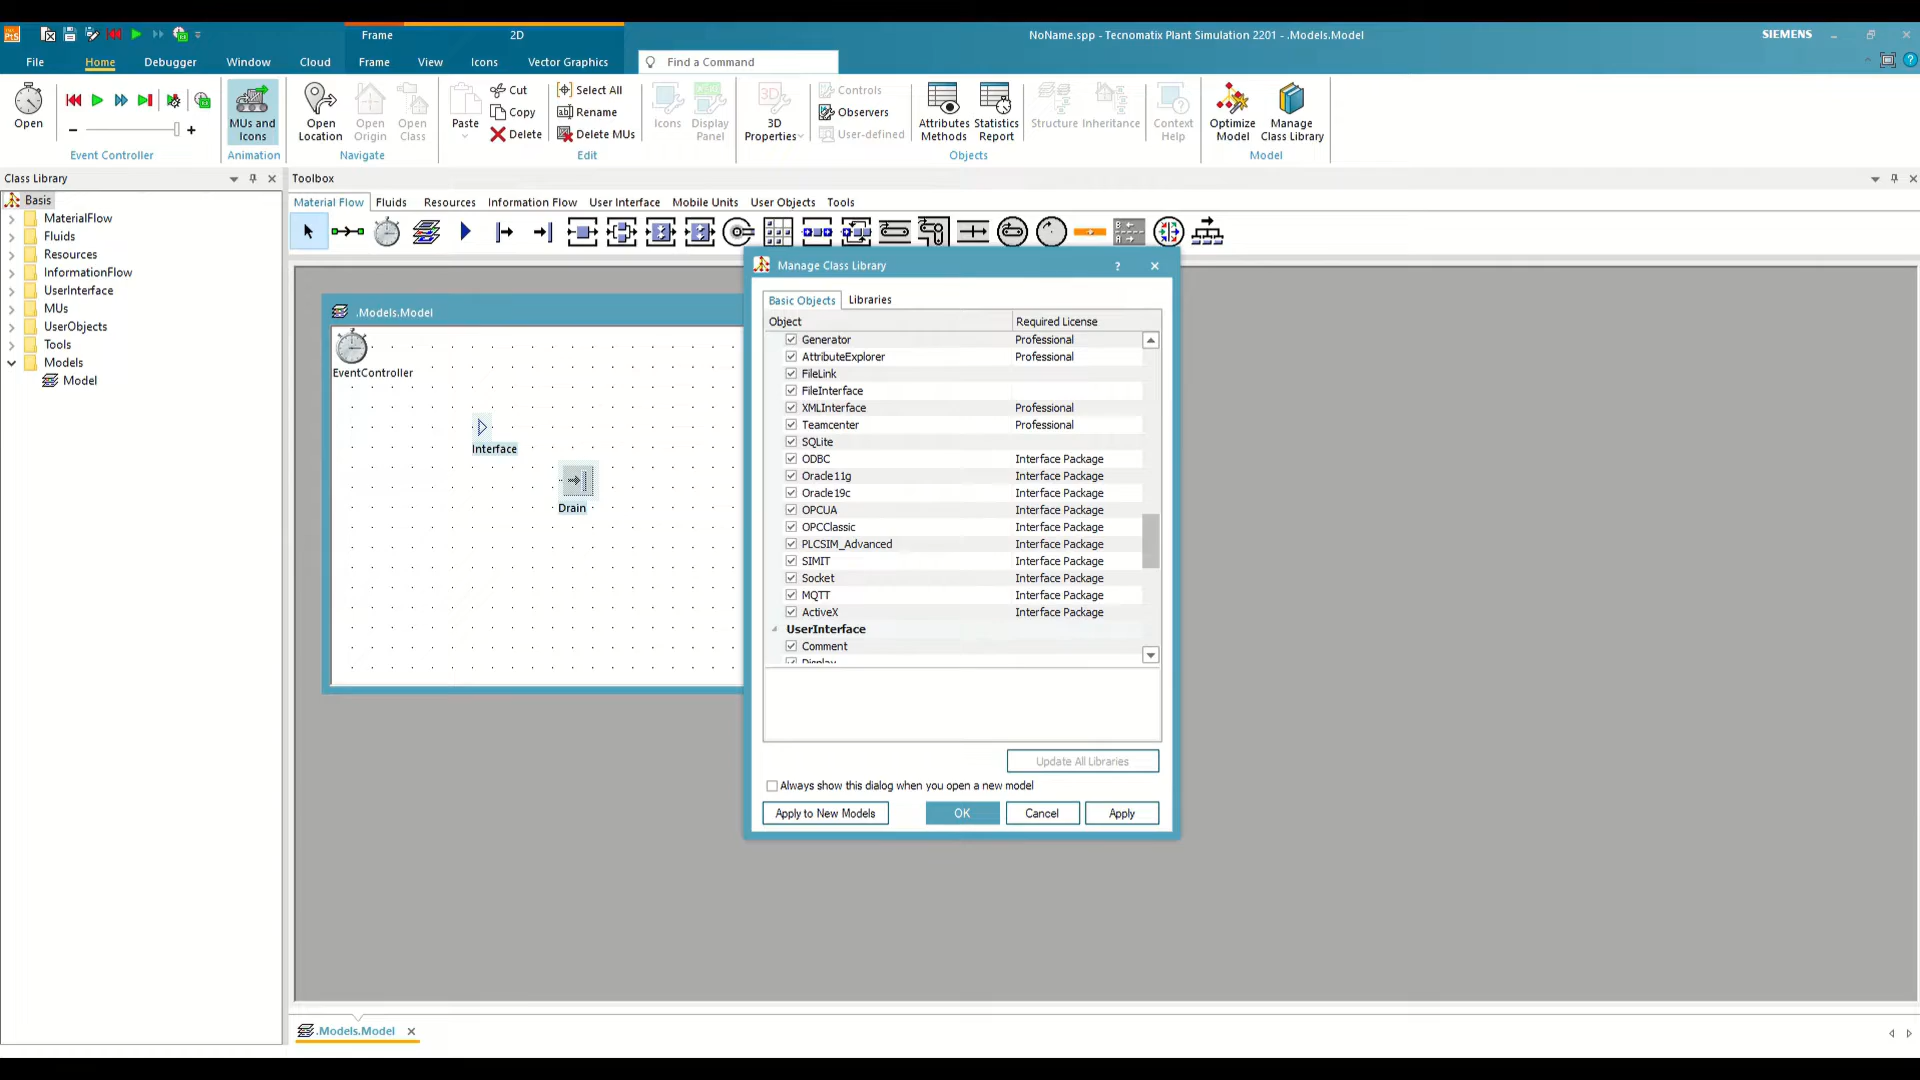 Frame
2D
NoName.spp - Tecnomatix Plant Simulation 2201 - .Models.Model
SIEMENS
File
Home
Debugger
Window
Cloud
Frame
View
Icons
Vector Graphics
Find a Command
Open
Event Controller
MUs and Icons
Animation
Open Location
Open Origin
Open Class
Navigate
Paste
Cut
Copy
Delete
Select All
Rename
Delete MUs
Edit
Icons
Display Panel
3D Properties
Controls
Observers
User-defined
Attributes Methods
Statistics Report
Structure
Inheritance
Context Help
Objects
Optimize Model
Manage Class Library
Model
Class Library
Basis
MaterialFlow
Fluids
Resources
InformationFlow
UserInterface
MUs
UserObjects
Tools
Models
Model
Toolbox
Material Flow
Fluids
Resources
Information Flow
User Interface
Mobile Units
User Objects
Tools
.Models.Model
EventController
Interface
Drain
Manage Class Library
?
Basic Objects
Libraries
Object Required License
Generator Professional
AttributeExplorer Professional
FileLink
FileInterface
XMLInterface Professional
Teamcenter Professional
SQLite
ODBC Interface Package
Oracle11g Interface Package
Oracle19c Interface Package
OPCUA Interface Package
OPCClassic Interface Package
PLCSIM_Advanced Interface Package
SIMIT Interface Package
Socket Interface Package
MQTT Interface Package
ActiveX Interface Package
UserInterface
Comment
Display
Update All Libraries
Always show this dialog when you open a new model
Apply to New Models
OK
Cancel
Apply
.Models.Model